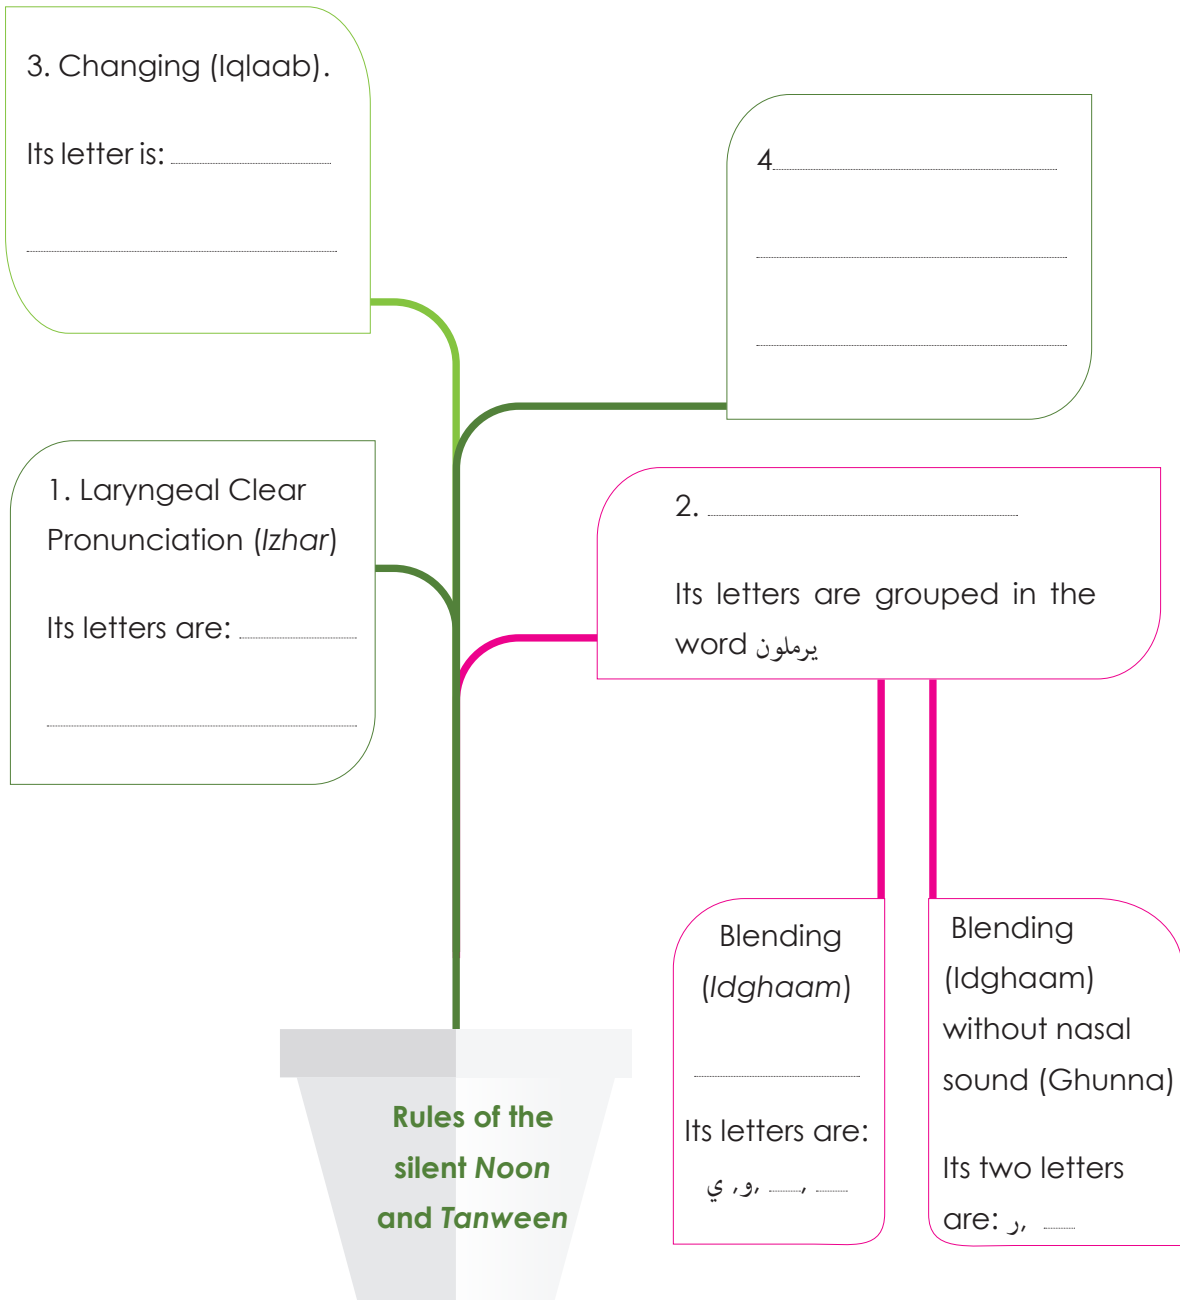 3. Changing (Iqlaab).
Its letter is:
4
1. Laryngeal Clear
Pronunciation (Izhar)
Its letters are:
2.
Its letters are grouped in the
word يرملون
Blending
(Idghaam)
Its letters are:
ي ,و, , 
Blending
(Idghaam)
without nasal
sound (Ghunna)
Its two letters
are: ر,
Rules of the
silent Noon
and Tanween